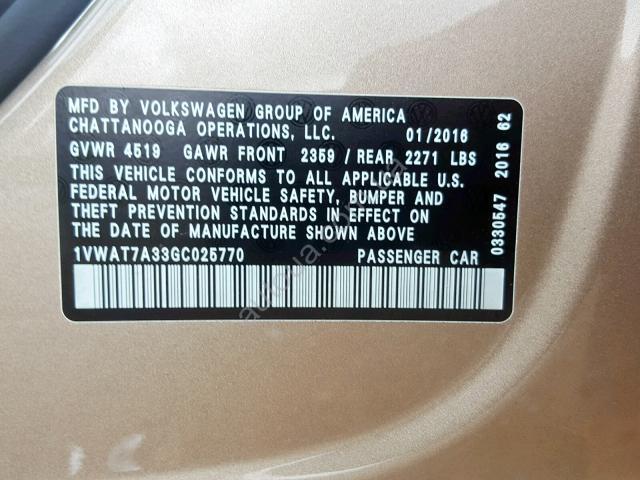 MFD BY VOLKSWAGEN GROUP OF AMERICA
CHATTANOOGA OPERATIONS, LLC. 01/2016
GVWR 4519 GAWR FRONT 2359 / REAR 2271 LBS
THIS VEHICLE CONFORMS TO ALL APPLICABLE U.S.
FEDERAL MOTOR VEHICLE SAFETY, BUMPER AND
THEFT PREVENTION STANDARDS IN EFFECT ON
THE DATE OF MANUFACTURE SHOWN ABOVE
1VWAT7A33GC025770 PASSENGER CAR
0330547 2016 62